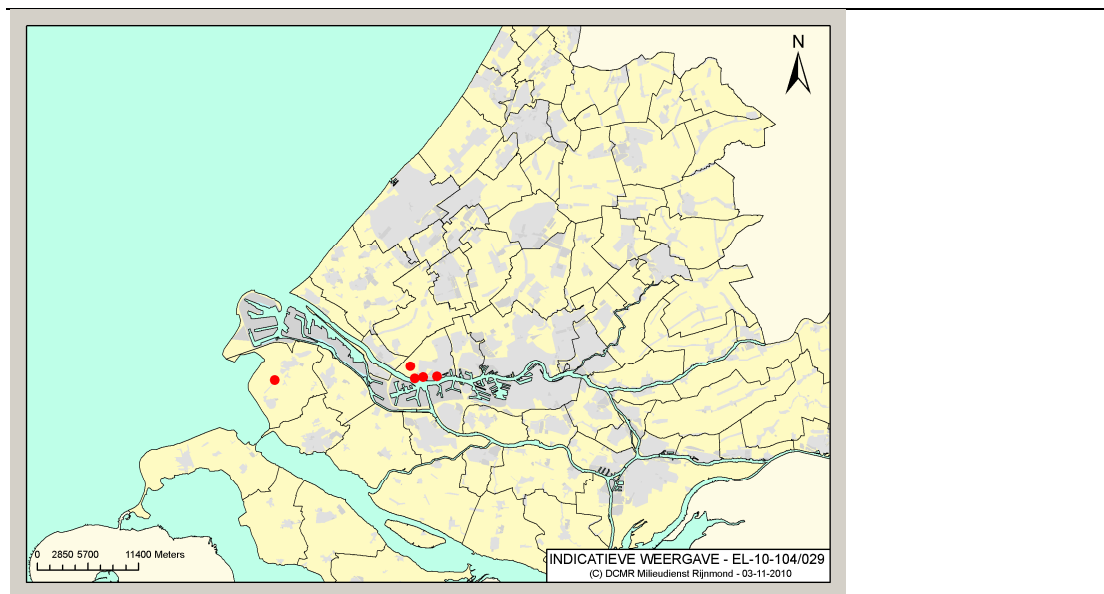 N
0 2850 5700 11400 Meters
INDICATIEVE WEERGAVE - EL-10-104/029
(C) DCMR Milieudienst Rijnmond - 03-11-2010